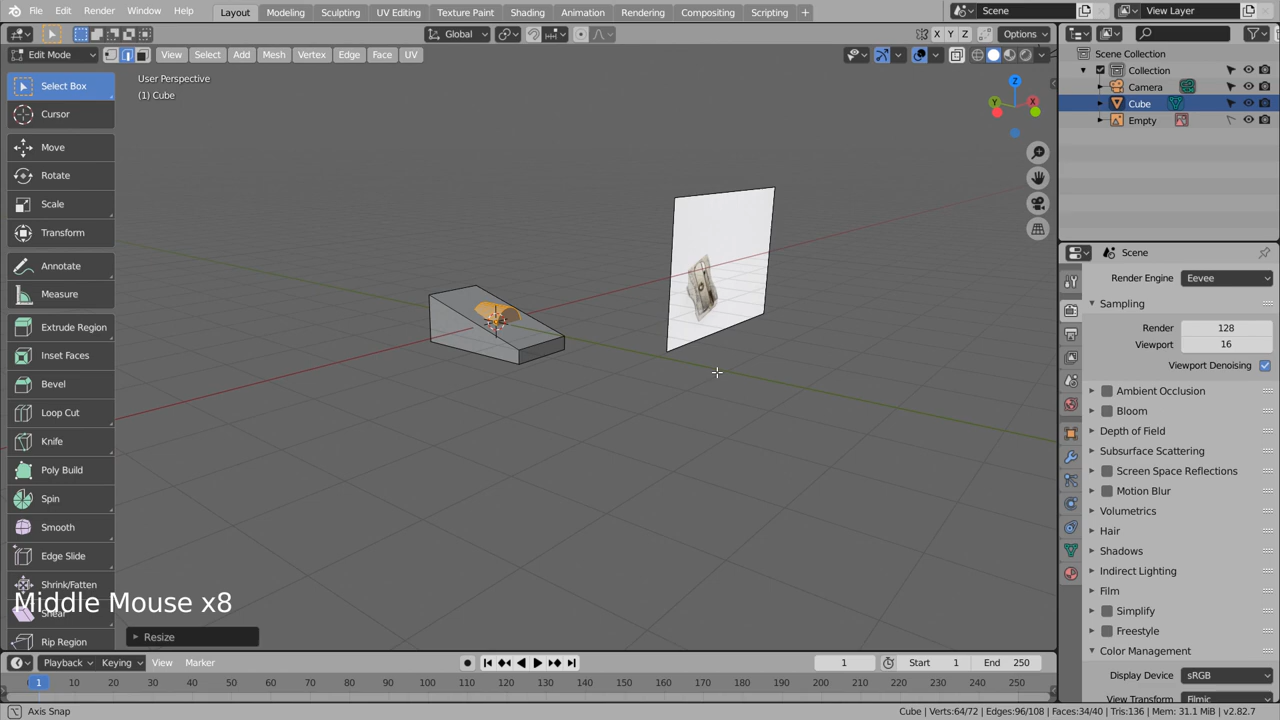 File Edit Render Window Help Layout Modeling Sculpting UV Editing Texture Paint Shading Animation Rendering Compositing Scripting + Scene View Layer
Global X Y Z Options
Edit Mode View Select Add Mesh Vertex Edge Face UV
Scene Collection
Collection
Camera
Cube
Empty
User Perspective
(1) Cube
Z
Y
X
Select Box
Cursor
Move
Rotate
Scale
Transform
Annotate
Measure
Extrude Region
Inset Faces
Bevel
Loop Cut
Knife
Poly Build
Spin
Smooth
Edge Slide
Shrink/Fatten
Shear
Rip Region
Middle Mouse x8
Resize
Scene
Render Engine Eevee
Sampling
Render 128
Viewport 16
Viewport Denoising
Ambient Occlusion
Bloom
Depth of Field
Subsurface Scattering
Screen Space Reflections
Motion Blur
Volumetrics
Hair
Shadows
Indirect Lighting
Film
Simplify
Freestyle
Color Management
Display Device sRGB
View Transform Filmic
Playback Keying View Marker 1 Start 1 End 250
1 10 20 30 40 50 60 70 80 90 100 110 120 130 140 150 160 170 180 190 200 210 220 230 240 250
Axis Snap Cube | Verts:64/72 | Edges:96/108 | Faces:34/40 | Tris:136 | Mem: 31.1 MiB | v2.82.7